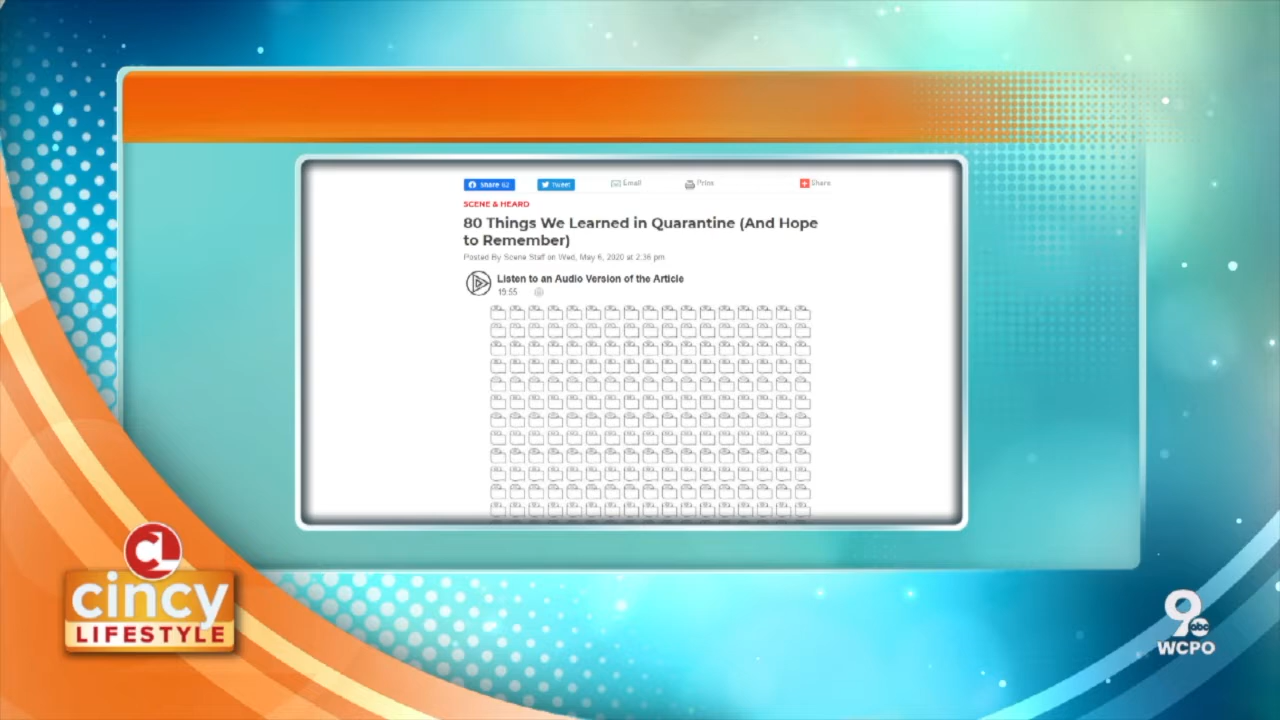 Share 62
Tweet
Email
Print
Share
SCENE & HEARD
80 Things We Learned in Quarantine (And Hope
to Remember)
Posted By Scene Staff on Wed, May 6, 2020 at 2:36 pm
Listen to an Audio Version of the Article
19:55
CL
cincy
LIFESTYLE
9
abc
WCPO